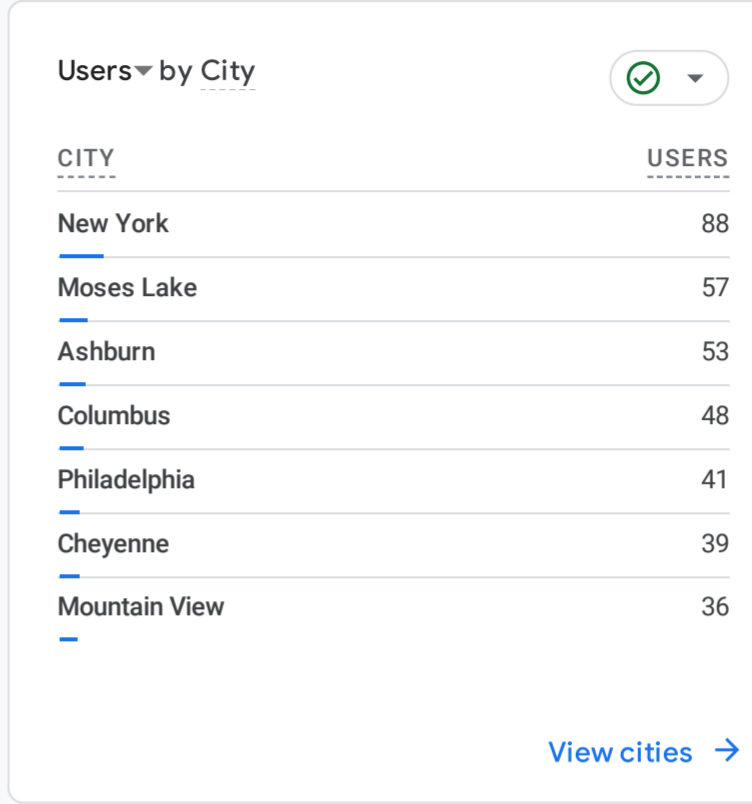 Users by City
CITY USERS
New York 88
Moses Lake 57
Ashburn 53
Columbus 48
Philadelphia 41
Cheyenne 39
Mountain View 36
View cities